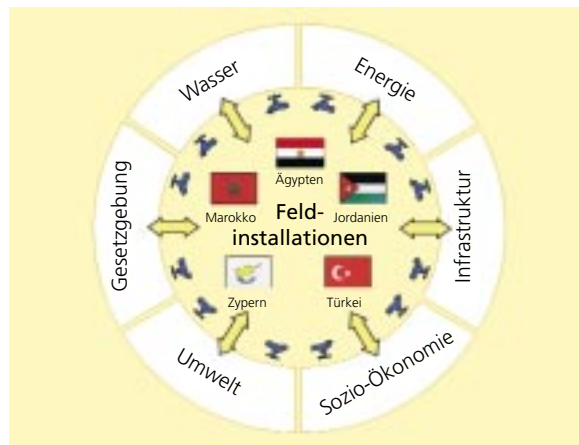 Wasser
Energie
Gesetzgebung
Infrastruktur
Umwelt
Sozio-Ökonomie
Ägypten
Marokko
Jordanien
Feld-
installationen
Zypern
Türkei